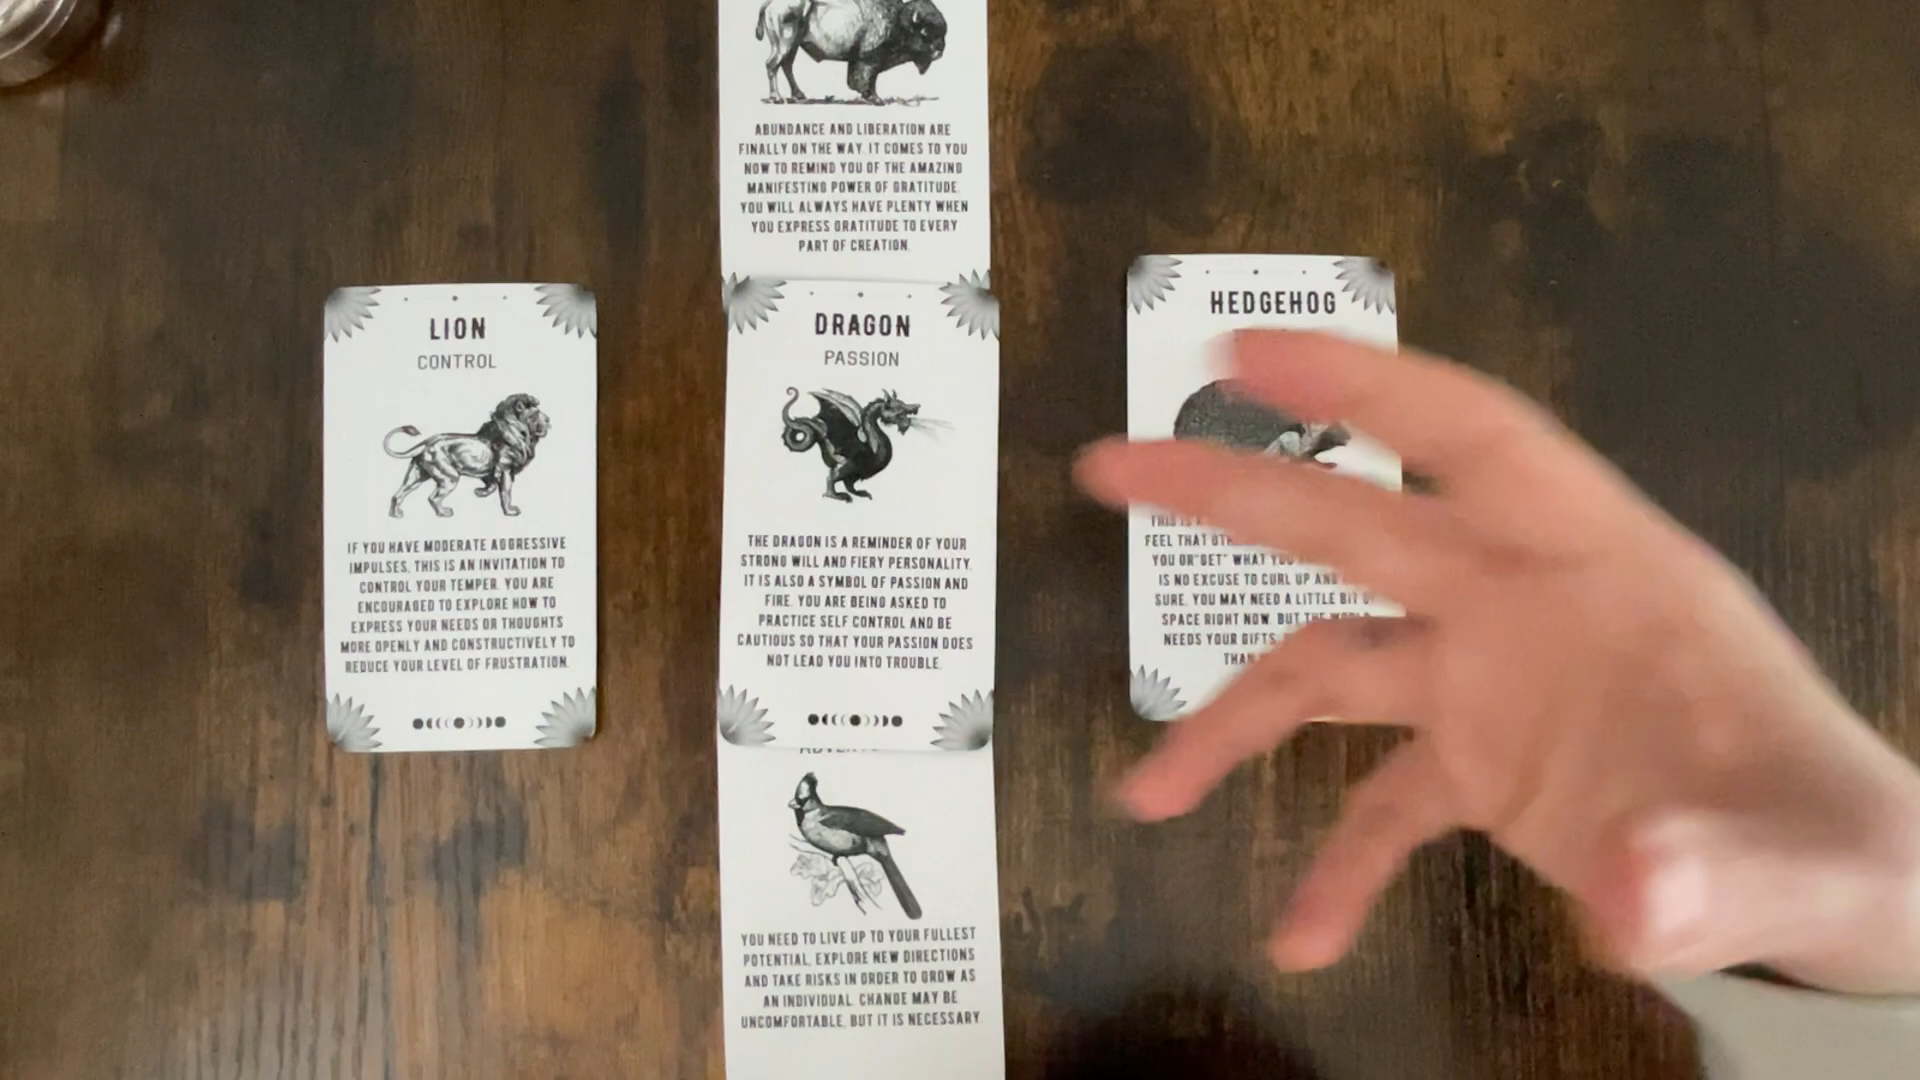 ABUNDANCE AND LIBERATION ARE
FINALLY ON THE WAY. IT COMES TO YOU
NOW TO REMIND YOU OF THE AMAZING
MANIFESTING POWER OF GRATITUDE.
YOU WILL ALWAYS HAVE PLENTY WHEN
YOU EXPRESS GRATITUDE TO EVERY
PART OF CREATION.
LION
CONTROL
IF YOU HAVE MODERATE AGGRESSIVE
IMPULSES, THIS IS AN INVITATION TO
CONTROL YOUR TEMPER. YOU ARE
ENCOURAGED TO EXPLORE HOW TO
EXPRESS YOUR NEEDS OR THOUGHTS
MORE OPENLY AND CONSTRUCTIVELY TO
REDUCE YOUR LEVEL OF FRUSTRATION.
DRAGON
PASSION
THE DRAGON IS A REMINDER OF YOUR
STRONG WILL AND FIERY PERSONALITY.
IT IS ALSO A SYMBOL OF PASSION AND
FIRE. YOU ARE BEING ASKED TO
PRACTICE SELF CONTROL AND BE
CAUTIOUS SO THAT YOUR PASSION DOES
NOT LEAD YOU INTO TROUBLE.
HEDGEHOG
THIS IS
FEEL THAT
YOU OR "GET" WHAT
IS NO EXCUSE TO CURL UP AND
SURE, YOU MAY NEED A LITTLE BIT
SPACE RIGHT NOW, BUT THE WORLD
NEEDS YOUR GIFTS,
YOU NEED TO LIVE UP TO YOUR FULLEST
POTENTIAL, EXPLORE NEW DIRECTIONS
AND TAKE RISKS IN ORDER TO GROW AS
AN INDIVIDUAL. CHANGE MAY BE
UNCOMFORTABLE, BUT IT IS NECESSARY.